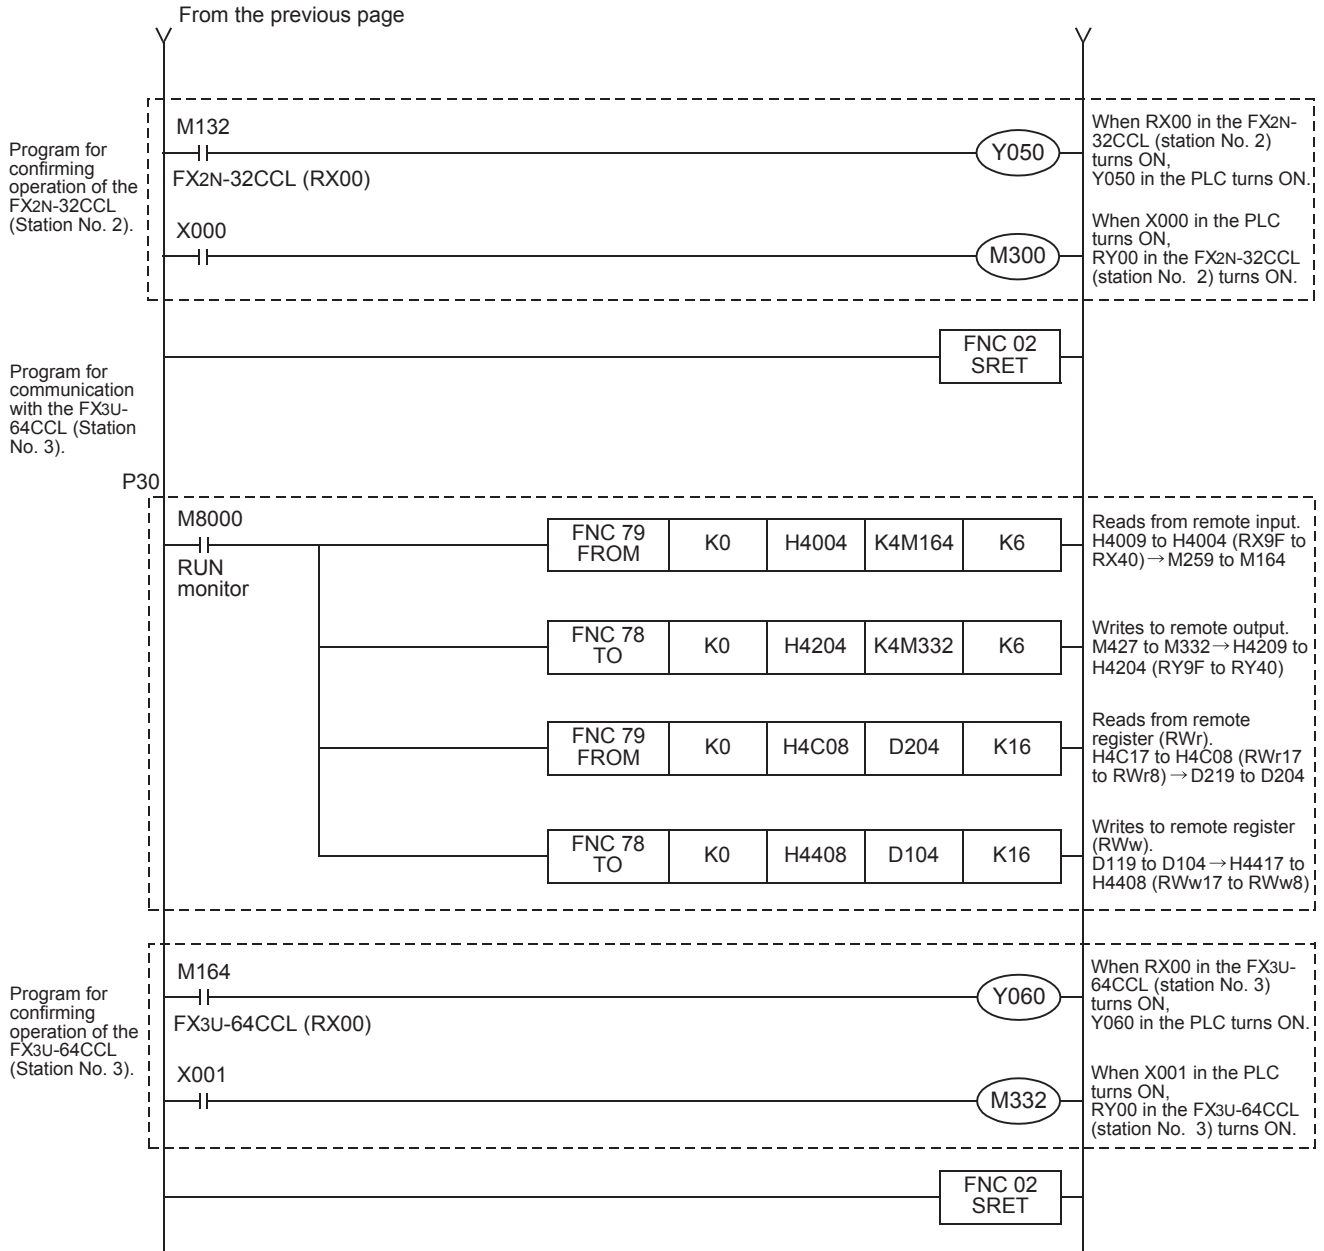 From the previous page
Program for
confirming
operation of the
FX2N-32CCL
(Station No. 2).
M132
FX2N-32CCL (RX00)
Y050
When RX00 in the FX2N-
32CCL (station No. 2)
turns ON,
Y050 in the PLC turns ON.
X000
M300
When X000 in the PLC
turns ON,
RY00 in the FX2N-32CCL
(station No. 2) turns ON.
FNC 02
SRET
Program for
communication
with the FX3U-
64CCL (Station
No. 3).
P30
M8000
RUN
monitor
FNC 79
FROM
K0
H4004
K4M164
K6
Reads from remote input.
H4009 to H4004 (RX9F to
RX40)→M259 to M164
FNC 78
TO
K0
H4204
K4M332
K6
Writes to remote output.
M427 to M332→H4209 to
H4204 (RY9F to RY40)
FNC 79
FROM
K0
H4C08
D204
K16
Reads from remote
register (RWr).
H4C17 to H4C08 (RWr17
to RWr8)→D219 to D204
FNC 78
TO
K0
H4408
D104
K16
Writes to remote register
(RWw).
D119 to D104→H4417 to
H4408 (RWw17 to RWw8)
Program for
confirming
operation of the
FX3U-64CCL
(Station No. 3).
M164
FX3U-64CCL (RX00)
Y060
When RX00 in the FX3U-
64CCL (station No. 3)
turns ON,
Y060 in the PLC turns ON.
X001
M332
When X001 in the PLC
turns ON,
RY00 in the FX3U-64CCL
(station No. 3) turns ON.
FNC 02
SRET